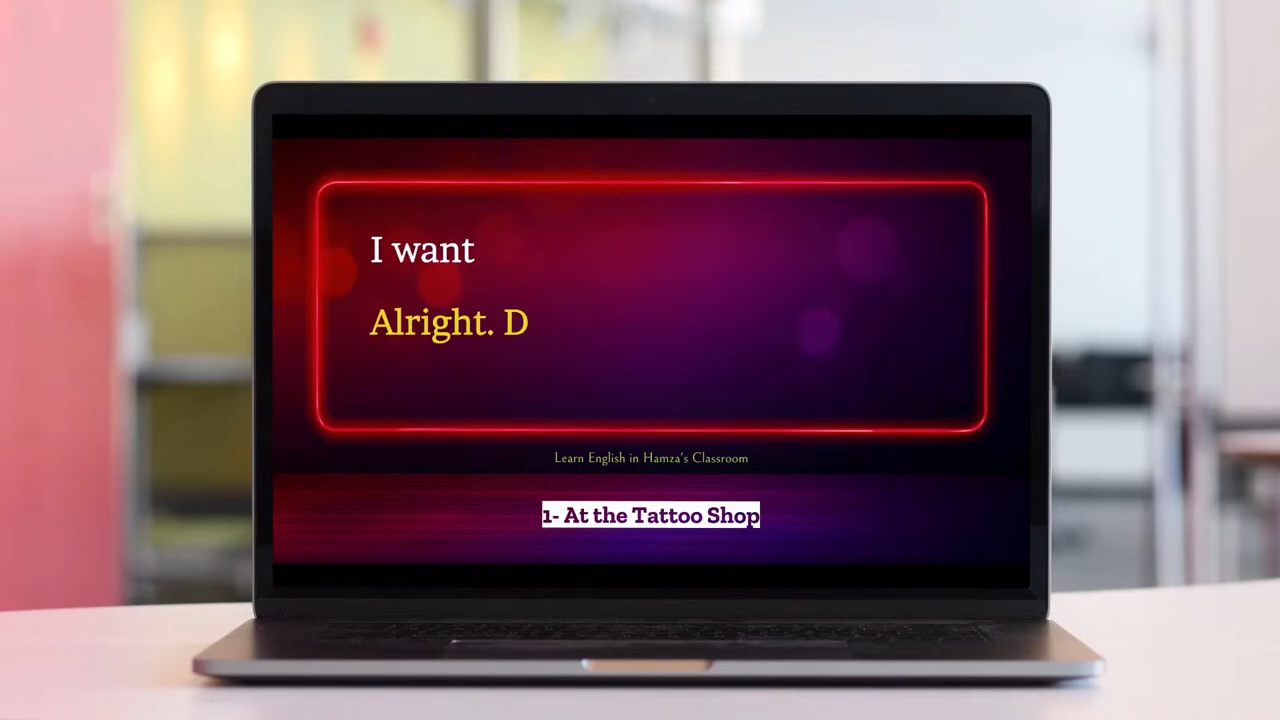 I want
Alright. D
Learn English in Hamza's Classroom
1- At the Tattoo Shop